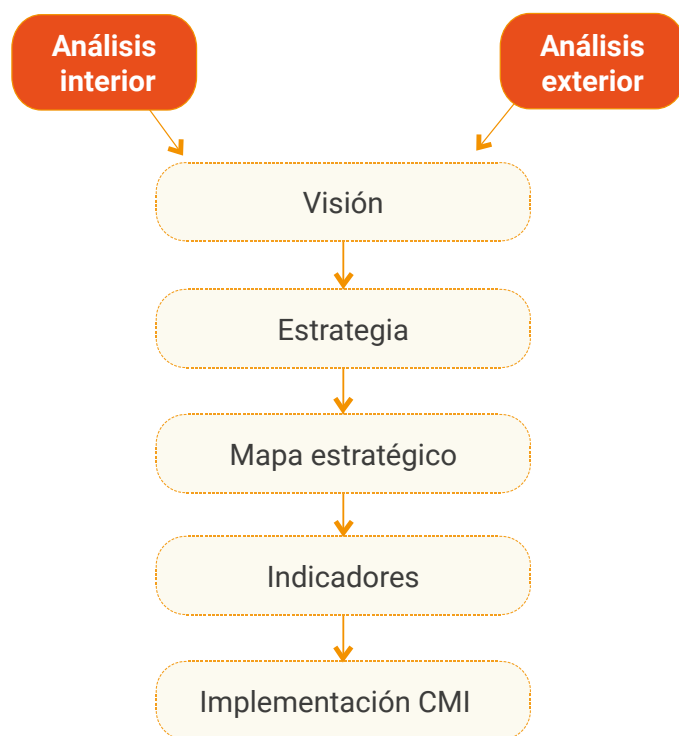 Análisis
interior
Análisis
exterior
Visión
Estrategia
Mapa estratégico
Indicadores
Implementación CMI